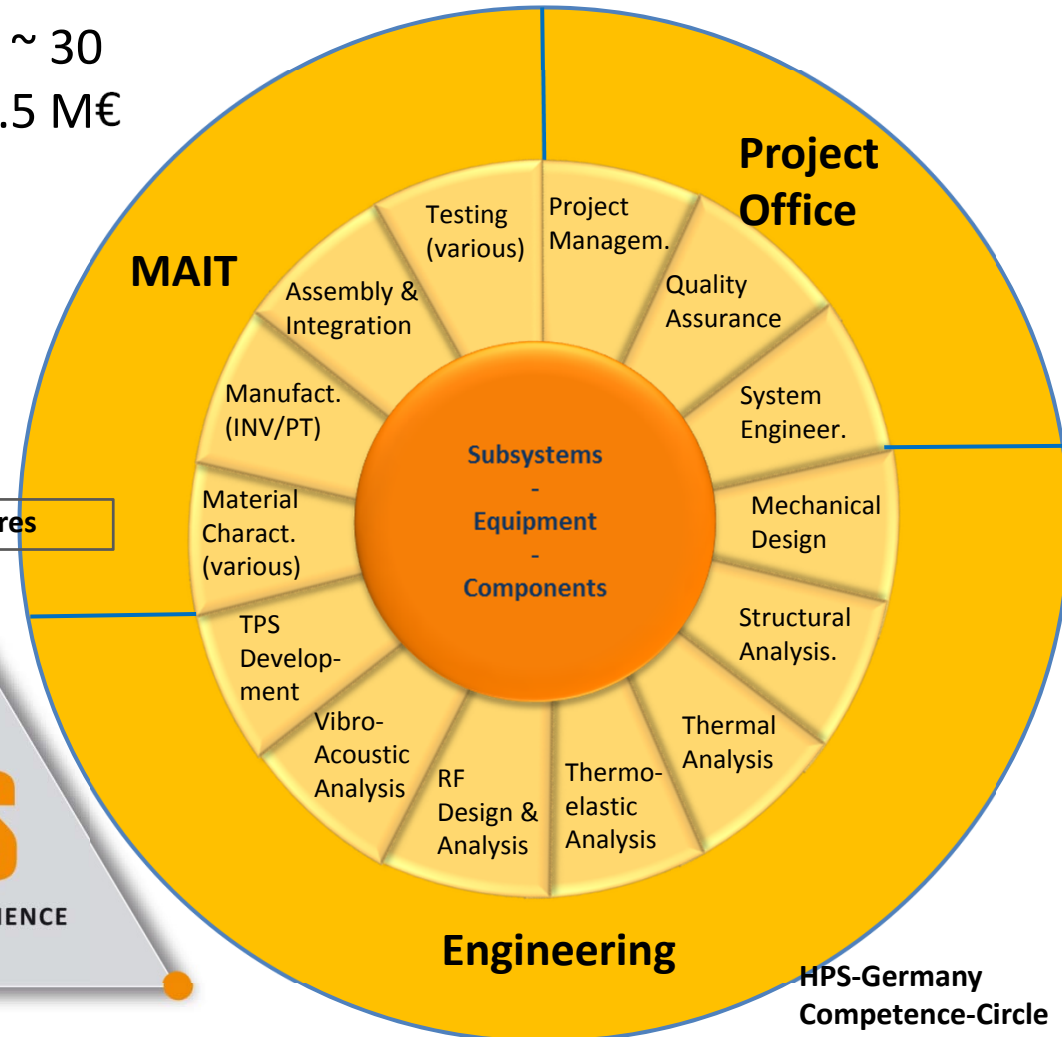 ~ 30
.5 M€
Project
Office
MAIT
Testing
(various)
Project
Managem.
Quality
Assurance
System
Engineer.
Mechanical
Design
Structural
Analysis.
Thermal
Analysis
Thermo-
elastic
Analysis
RF
Design &
Analysis
Vibro-
Acoustic
Analysis
TPS
Develop-
ment
Material
Charact.
(various)
Manufact.
(INV/PT)
Assembly &
Integration
Subsystems
-
Equipment
-
Components
res
S
IENCE
Engineering
HPS-Germany
Competence-Circle